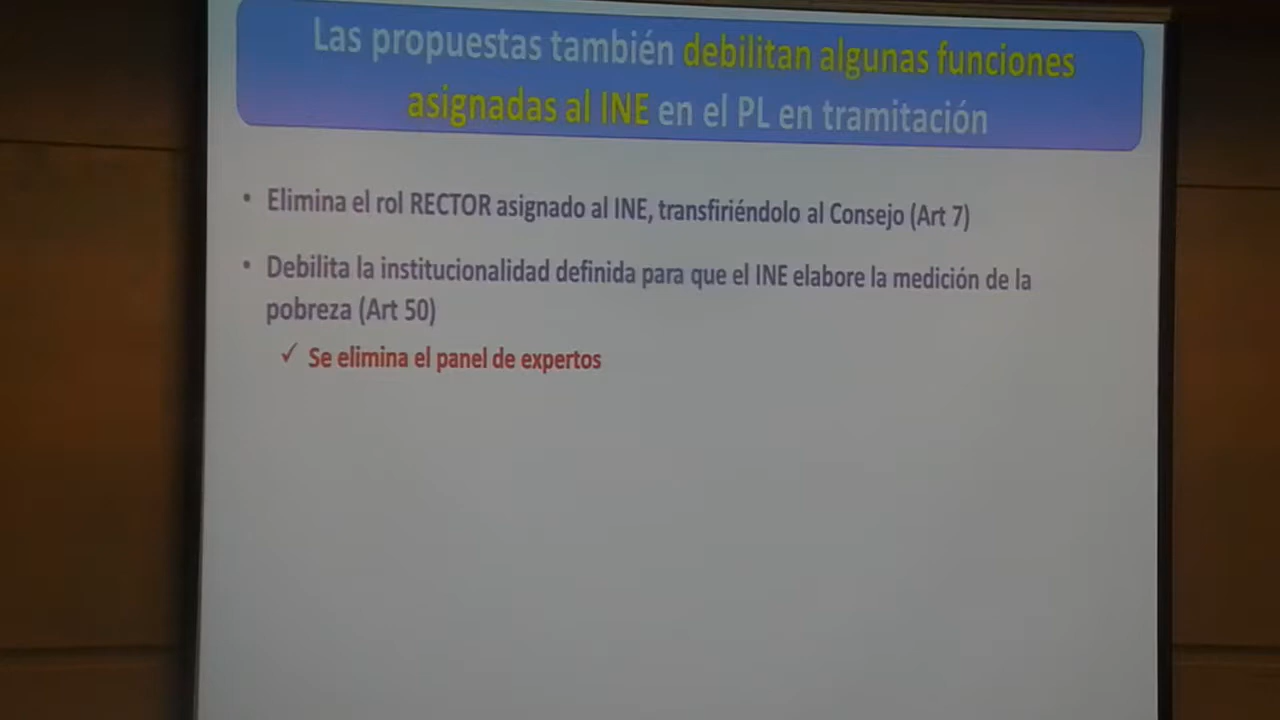 Las propuestas también debilitan algunas funciones
asignadas al INE en el PL en tramitación
• Elimina el rol RECTOR asignado al INE, transfiriéndolo al Consejo (Art 7)
• Debilita la institucionalidad definida para que el INE elabore la medición de la
pobreza (Art 50)
✓ Se elimina el panel de expertos